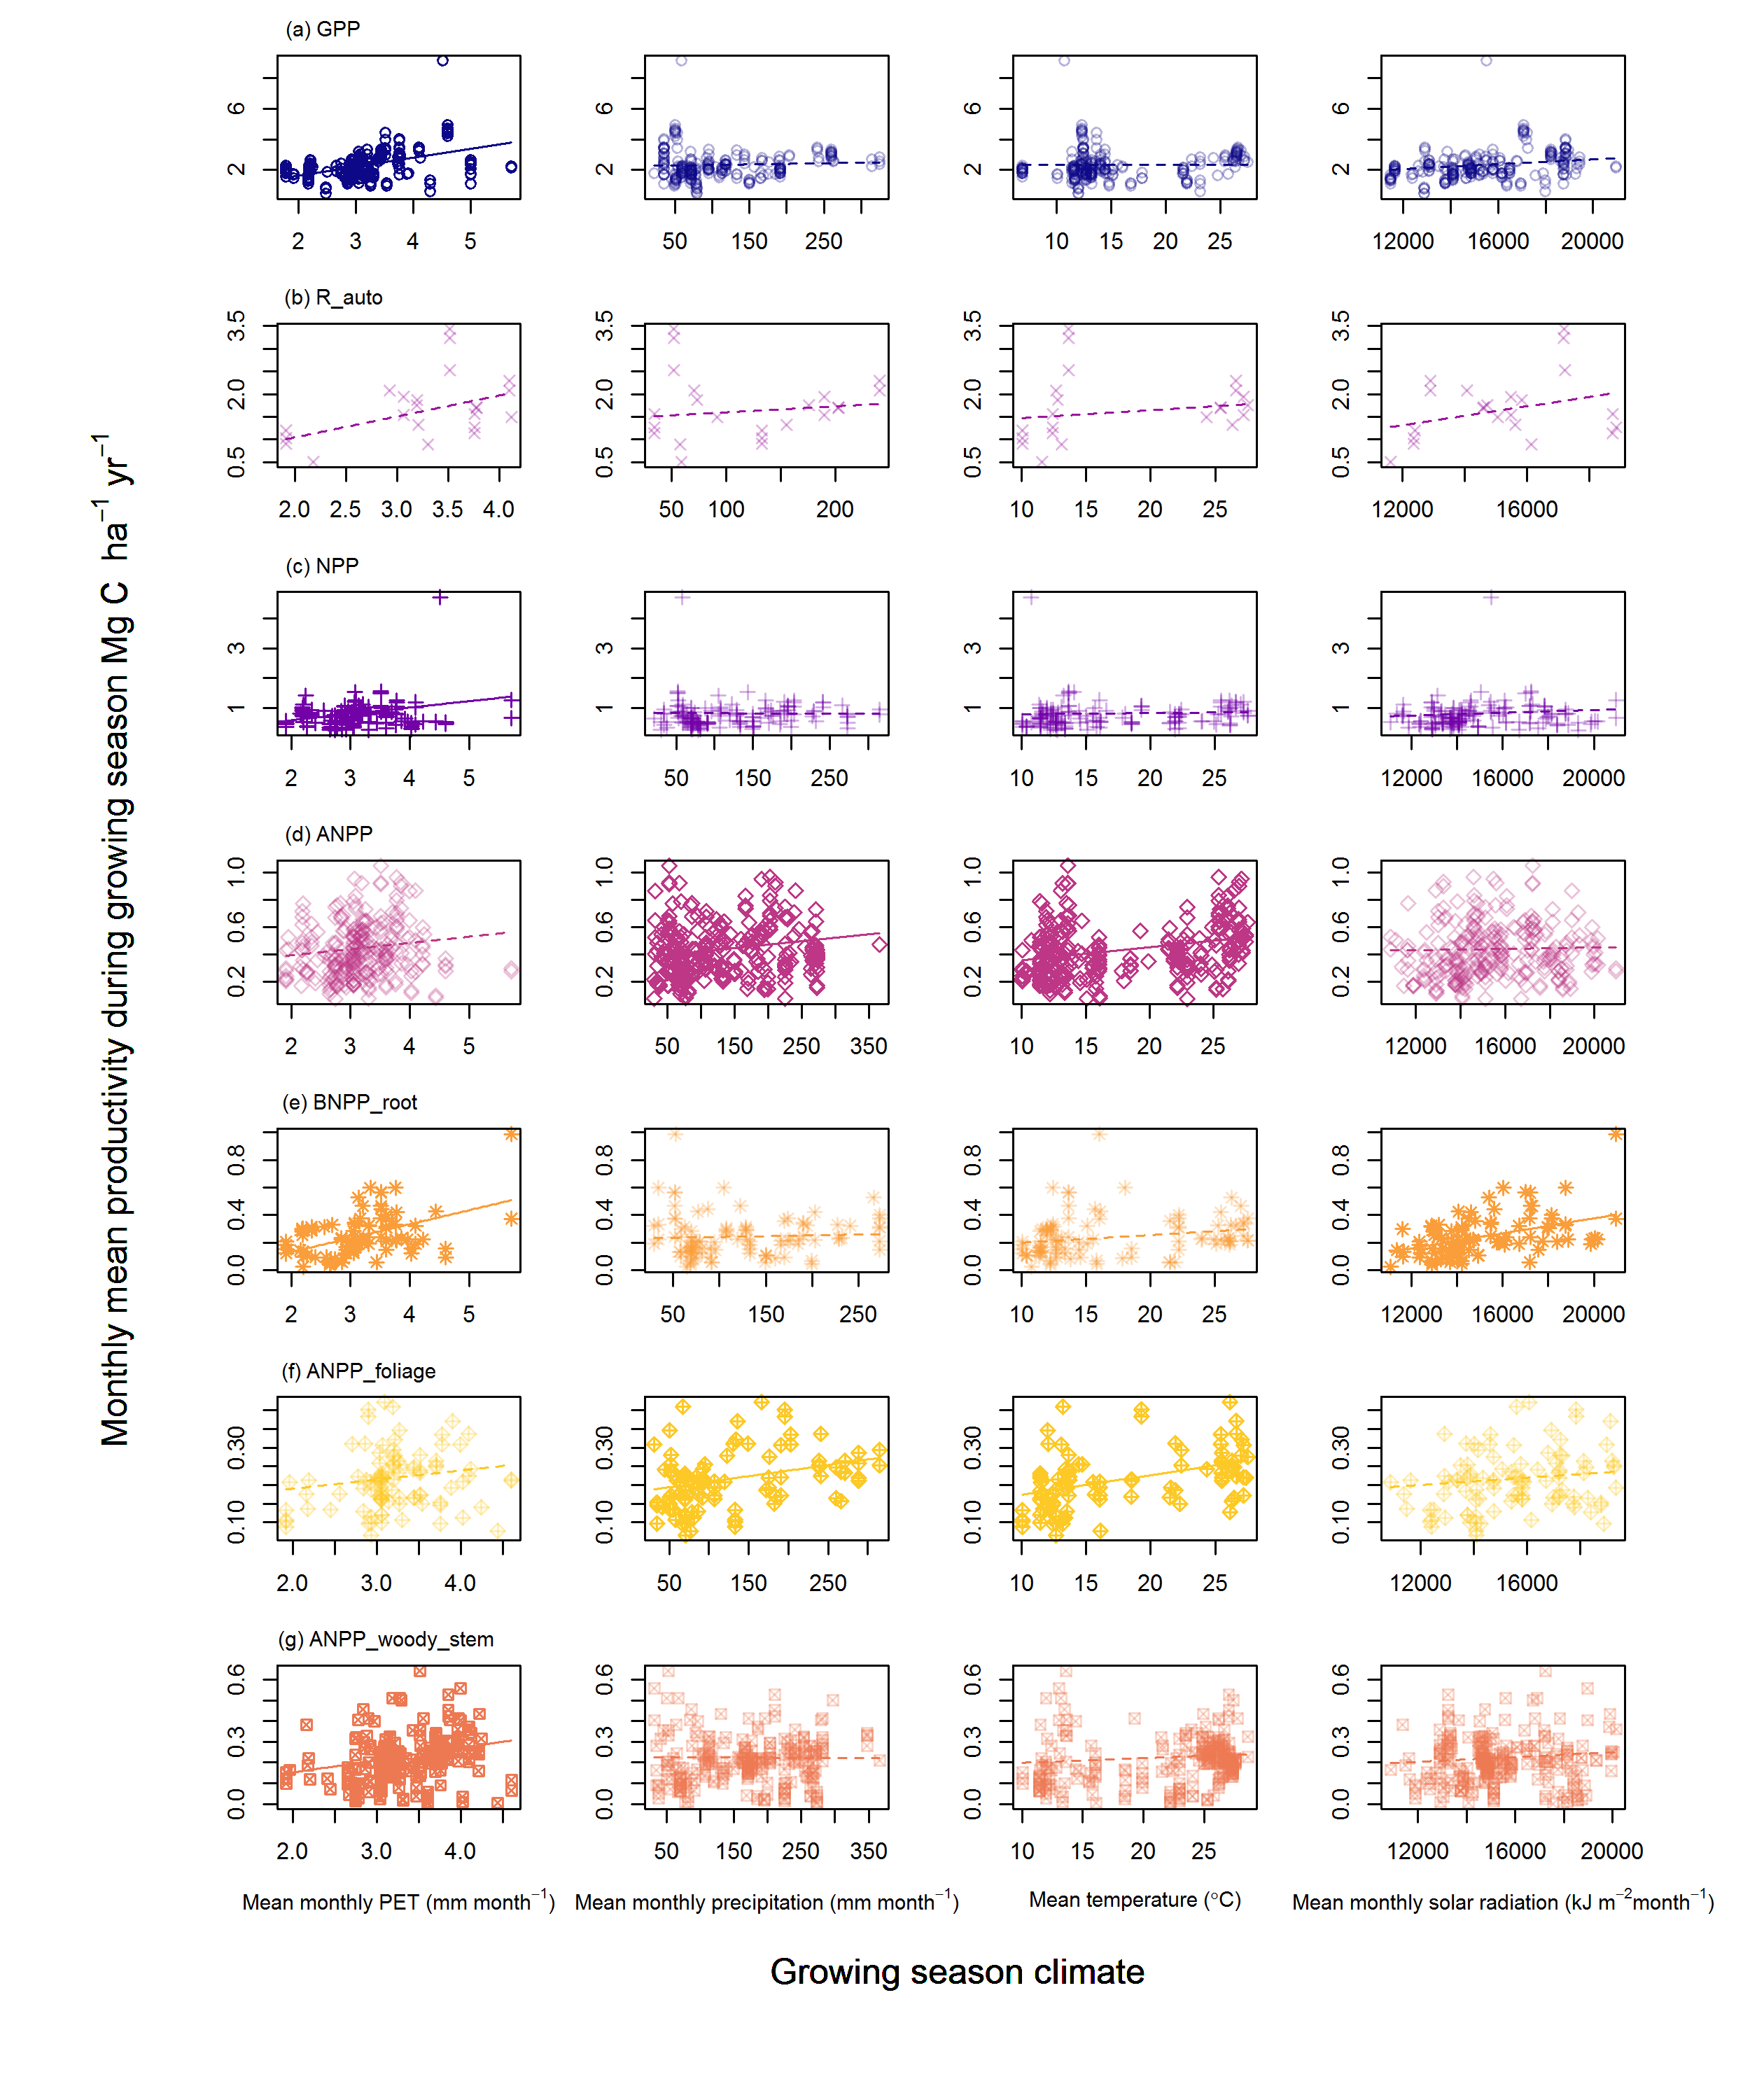 (a) GPP
2 6
2 3 4 5
2 6
50 150 250
2 6
10 15 20 25
2 6
12000 16000 20000
(b) R_auto
0.5 2.0 3.5
2.0 2.5 3.0 3.5 4.0
0.5 2.0 3.5
50 100 200
0.5 2.0 3.5
10 15 20 25
0.5 2.0 3.5
12000 16000
(c) NPP
1 3
2 3 4 5
1 3
50 150 250
1 3
10 15 20 25
1 3
12000 16000 20000
(d) ANPP
0.2 0.6 1.0
2 3 4 5
0.2 0.6 1.0
50 150 250 350
0.2 0.6 1.0
10 15 20 25
0.2 0.6 1.0
12000 16000 20000
(e) BNPP_root
0.0 0.4 0.8
2 3 4 5
0.0 0.4 0.8
50 150 250
0.0 0.4 0.8
10 15 20 25
0.0 0.4 0.8
12000 16000 20000
(f) ANPP_foliage
0.10 0.30
2.0 3.0 4.0
0.10 0.30
50 150 250
0.10 0.30
10 15 20 25
0.10 0.30
12000 16000
(g) ANPP_woody_stem
0.0 0.3 0.6
2.0 3.0 4.0
0.0 0.3 0.6
50 150 250 350
0.0 0.3 0.6
10 15 20 25
0.0 0.3 0.6
12000 16000 20000
Mean monthly PET (mm month⁻¹)
Mean monthly precipitation (mm month⁻¹)
Mean temperature (°C)
Mean monthly solar radiation (kJ m⁻²month⁻¹)
Growing season climate
Monthly mean productivity during growing season Mg C ha⁻¹ yr⁻¹